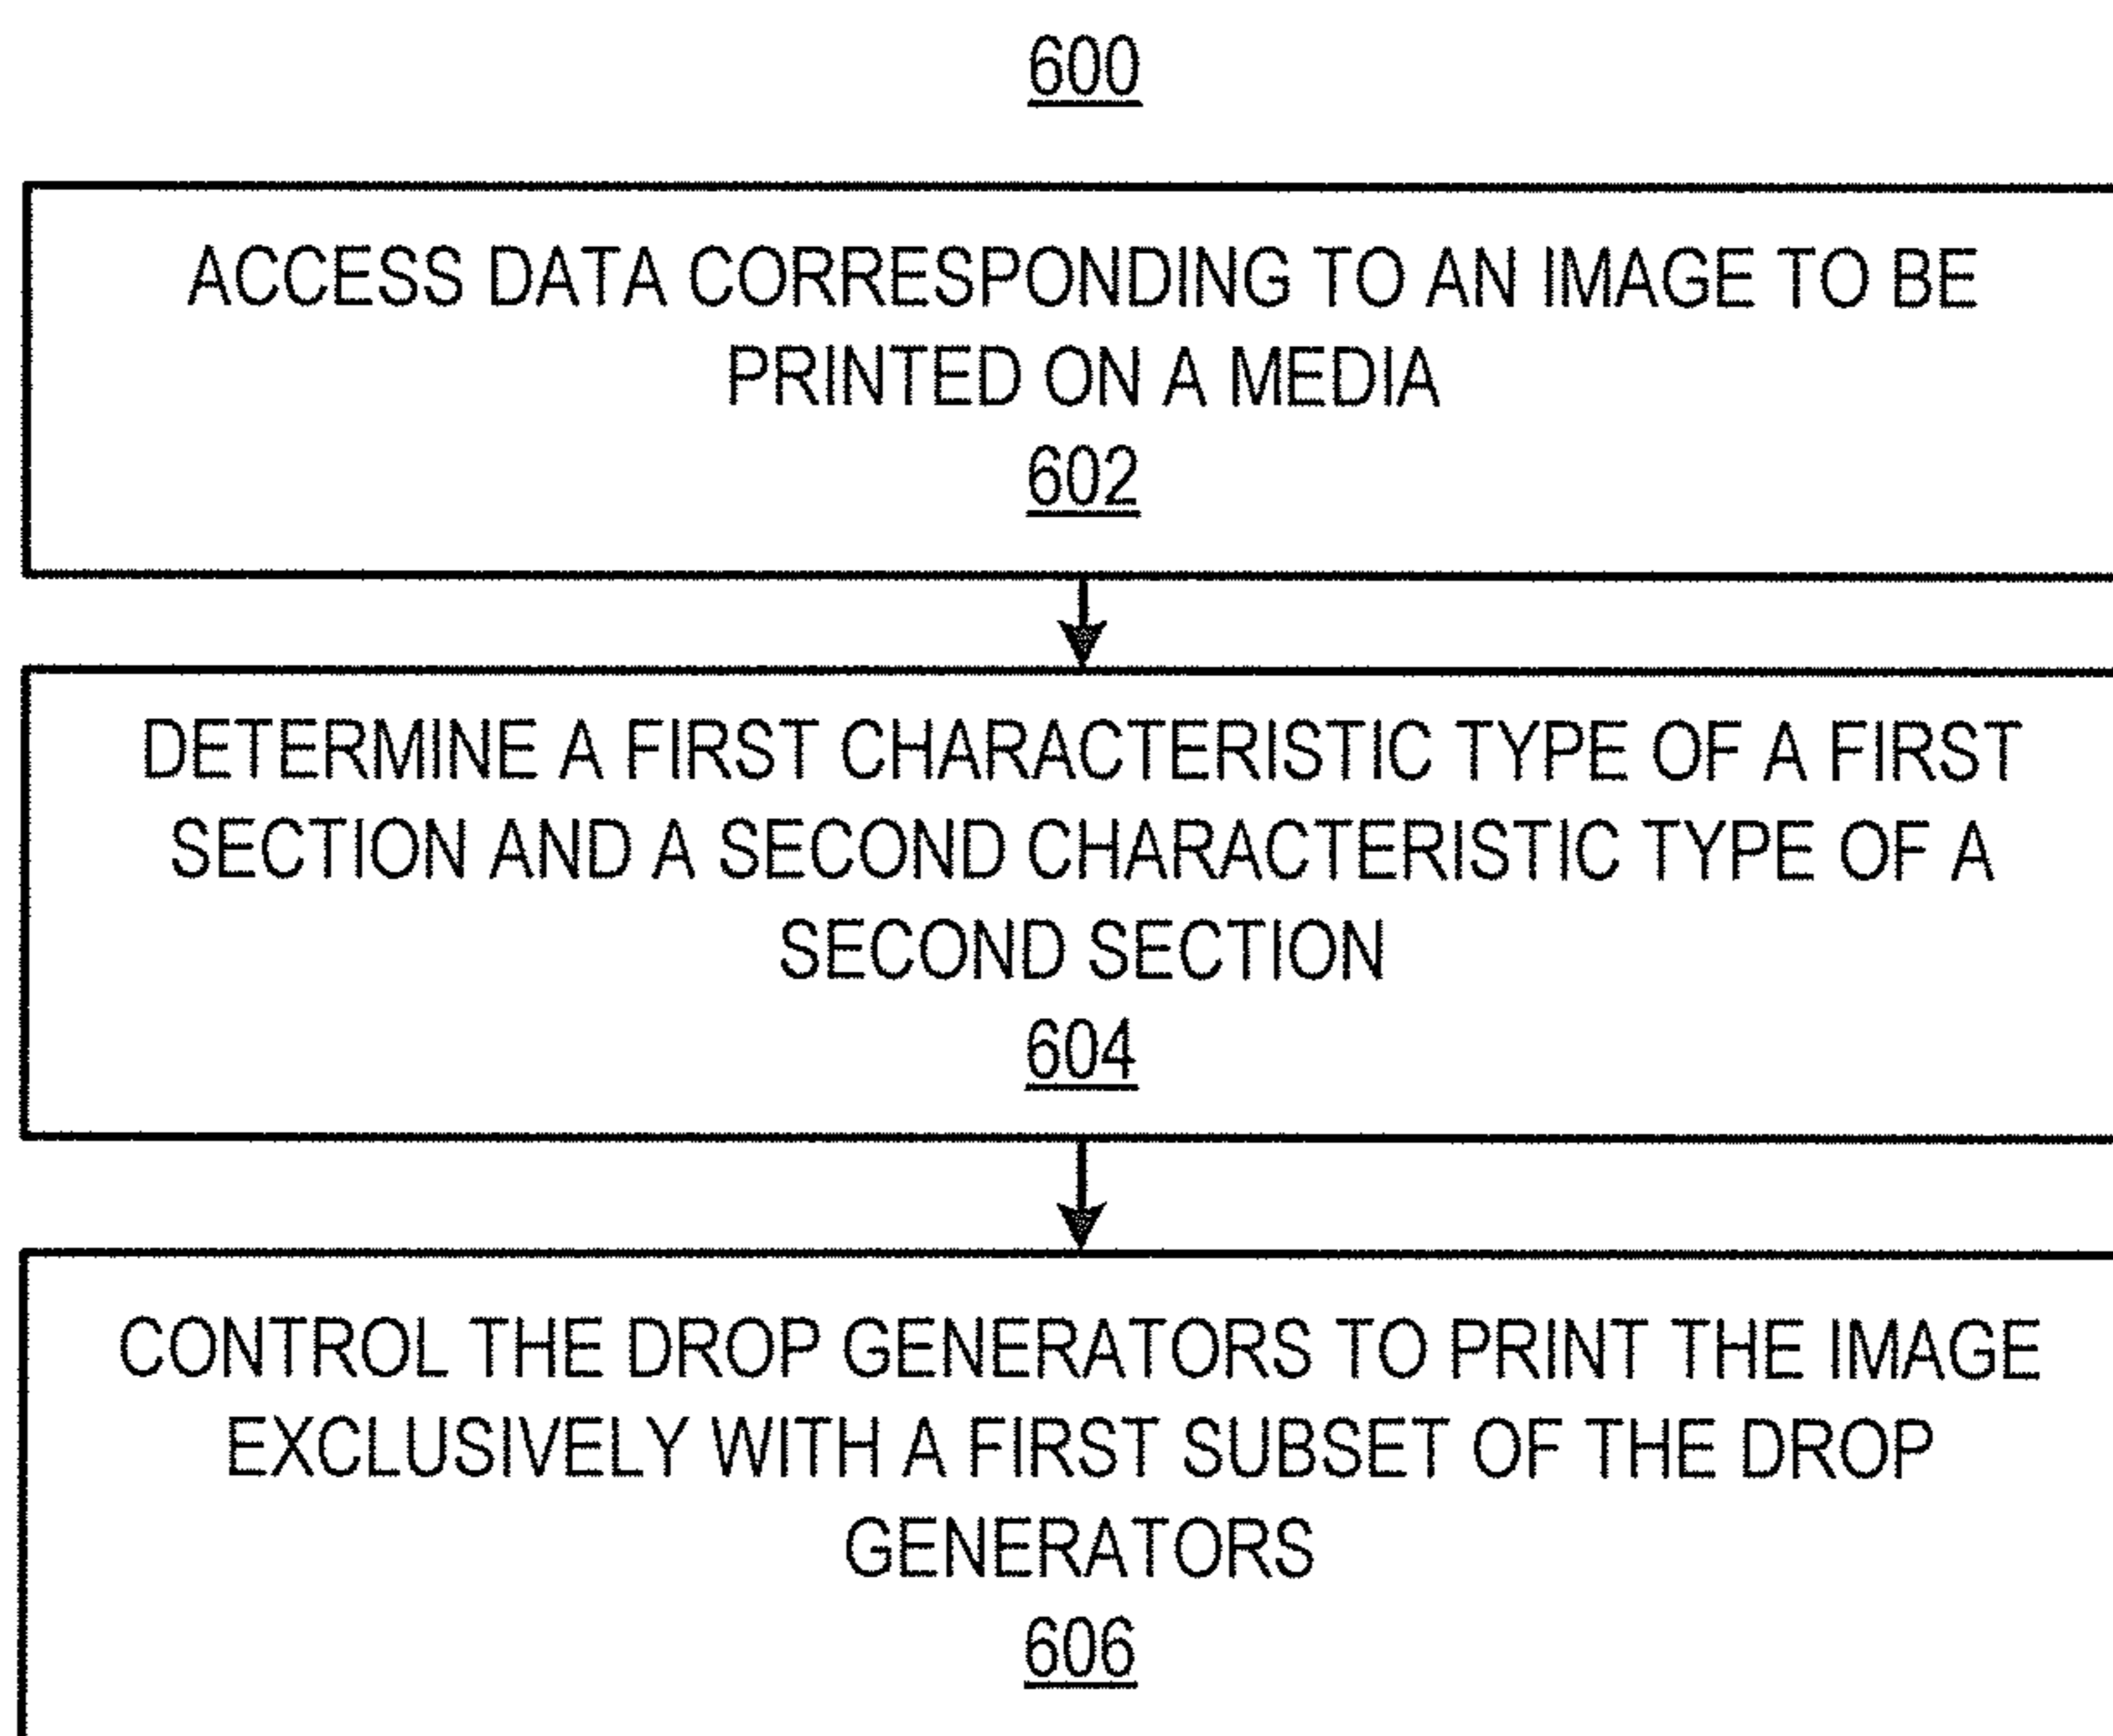 600
ACCESS DATA CORRESPONDING TO AN IMAGE TO BE
PRINTED ON A MEDIA
602
DETERMINE A FIRST CHARACTERISTIC TYPE OF A FIRST
SECTION AND A SECOND CHARACTERISTIC TYPE OF A
SECOND SECTION
604
CONTROL THE DROP GENERATORS TO PRINT THE IMAGE
EXCLUSIVELY WITH A FIRST SUBSET OF THE DROP
GENERATORS
606